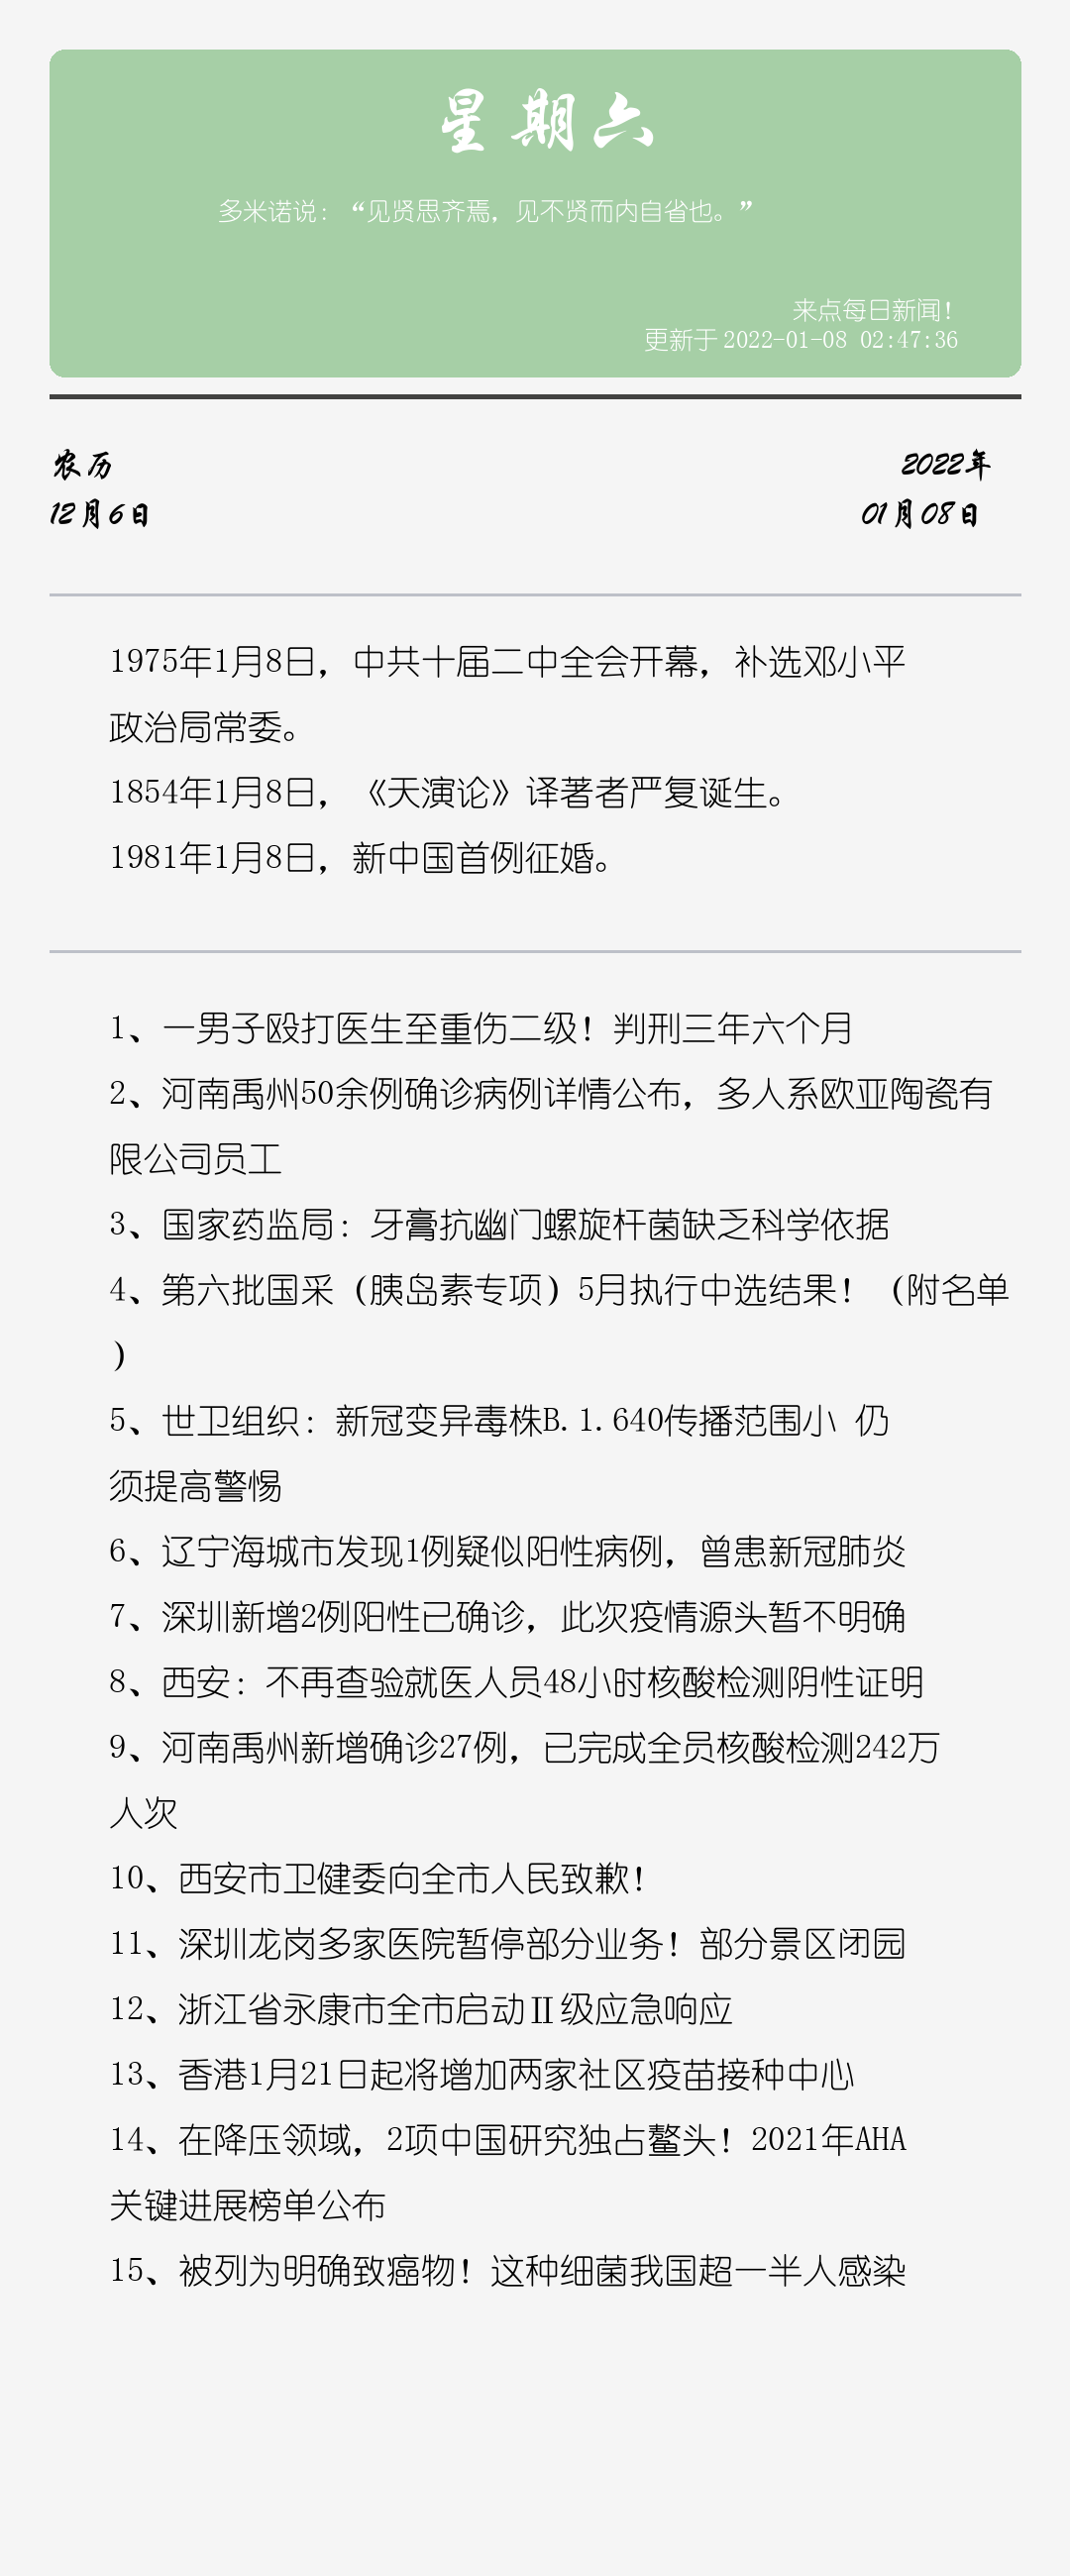 星期六
多米诺说：“见贤思齐焉，见不贤而内自省也。”
来点每日新闻！
更新于 2022-01-08 02:47:36
农历
2022年
12月6日
01月08日
1975年1月8日，中共十届二中全会开幕，补选邓小平
政治局常委。
1854年1月8日，《天演论》译著者严复诞生。
1981年1月8日，新中国首例征婚。
1、一男子殴打医生至重伤二级！判刑三年六个月
2、河南禹州50余例确诊病例详情公布，多人系欧亚陶瓷有
限公司员工
3、国家药监局：牙膏抗幽门螺旋杆菌缺乏科学依据
4、第六批国采（胰岛素专项）5月执行中选结果！（附名单
）
5、世卫组织：新冠变异毒株B.1.640传播范围小 仍
须提高警惕
6、辽宁海城市发现1例疑似阳性病例，曾患新冠肺炎
7、深圳新增2例阳性已确诊，此次疫情源头暂不明确
8、西安：不再查验就医人员48小时核酸检测阴性证明
9、河南禹州新增确诊27例，已完成全员核酸检测242万
人次
10、西安市卫健委向全市人民致歉！
11、深圳龙岗多家医院暂停部分业务！部分景区闭园
12、浙江省永康市全市启动Ⅱ级应急响应
13、香港1月21日起将增加两家社区疫苗接种中心
14、在降压领域，2项中国研究独占鳌头！2021年AHA
关键进展榜单公布
15、被列为明确致癌物！这种细菌我国超一半人感染